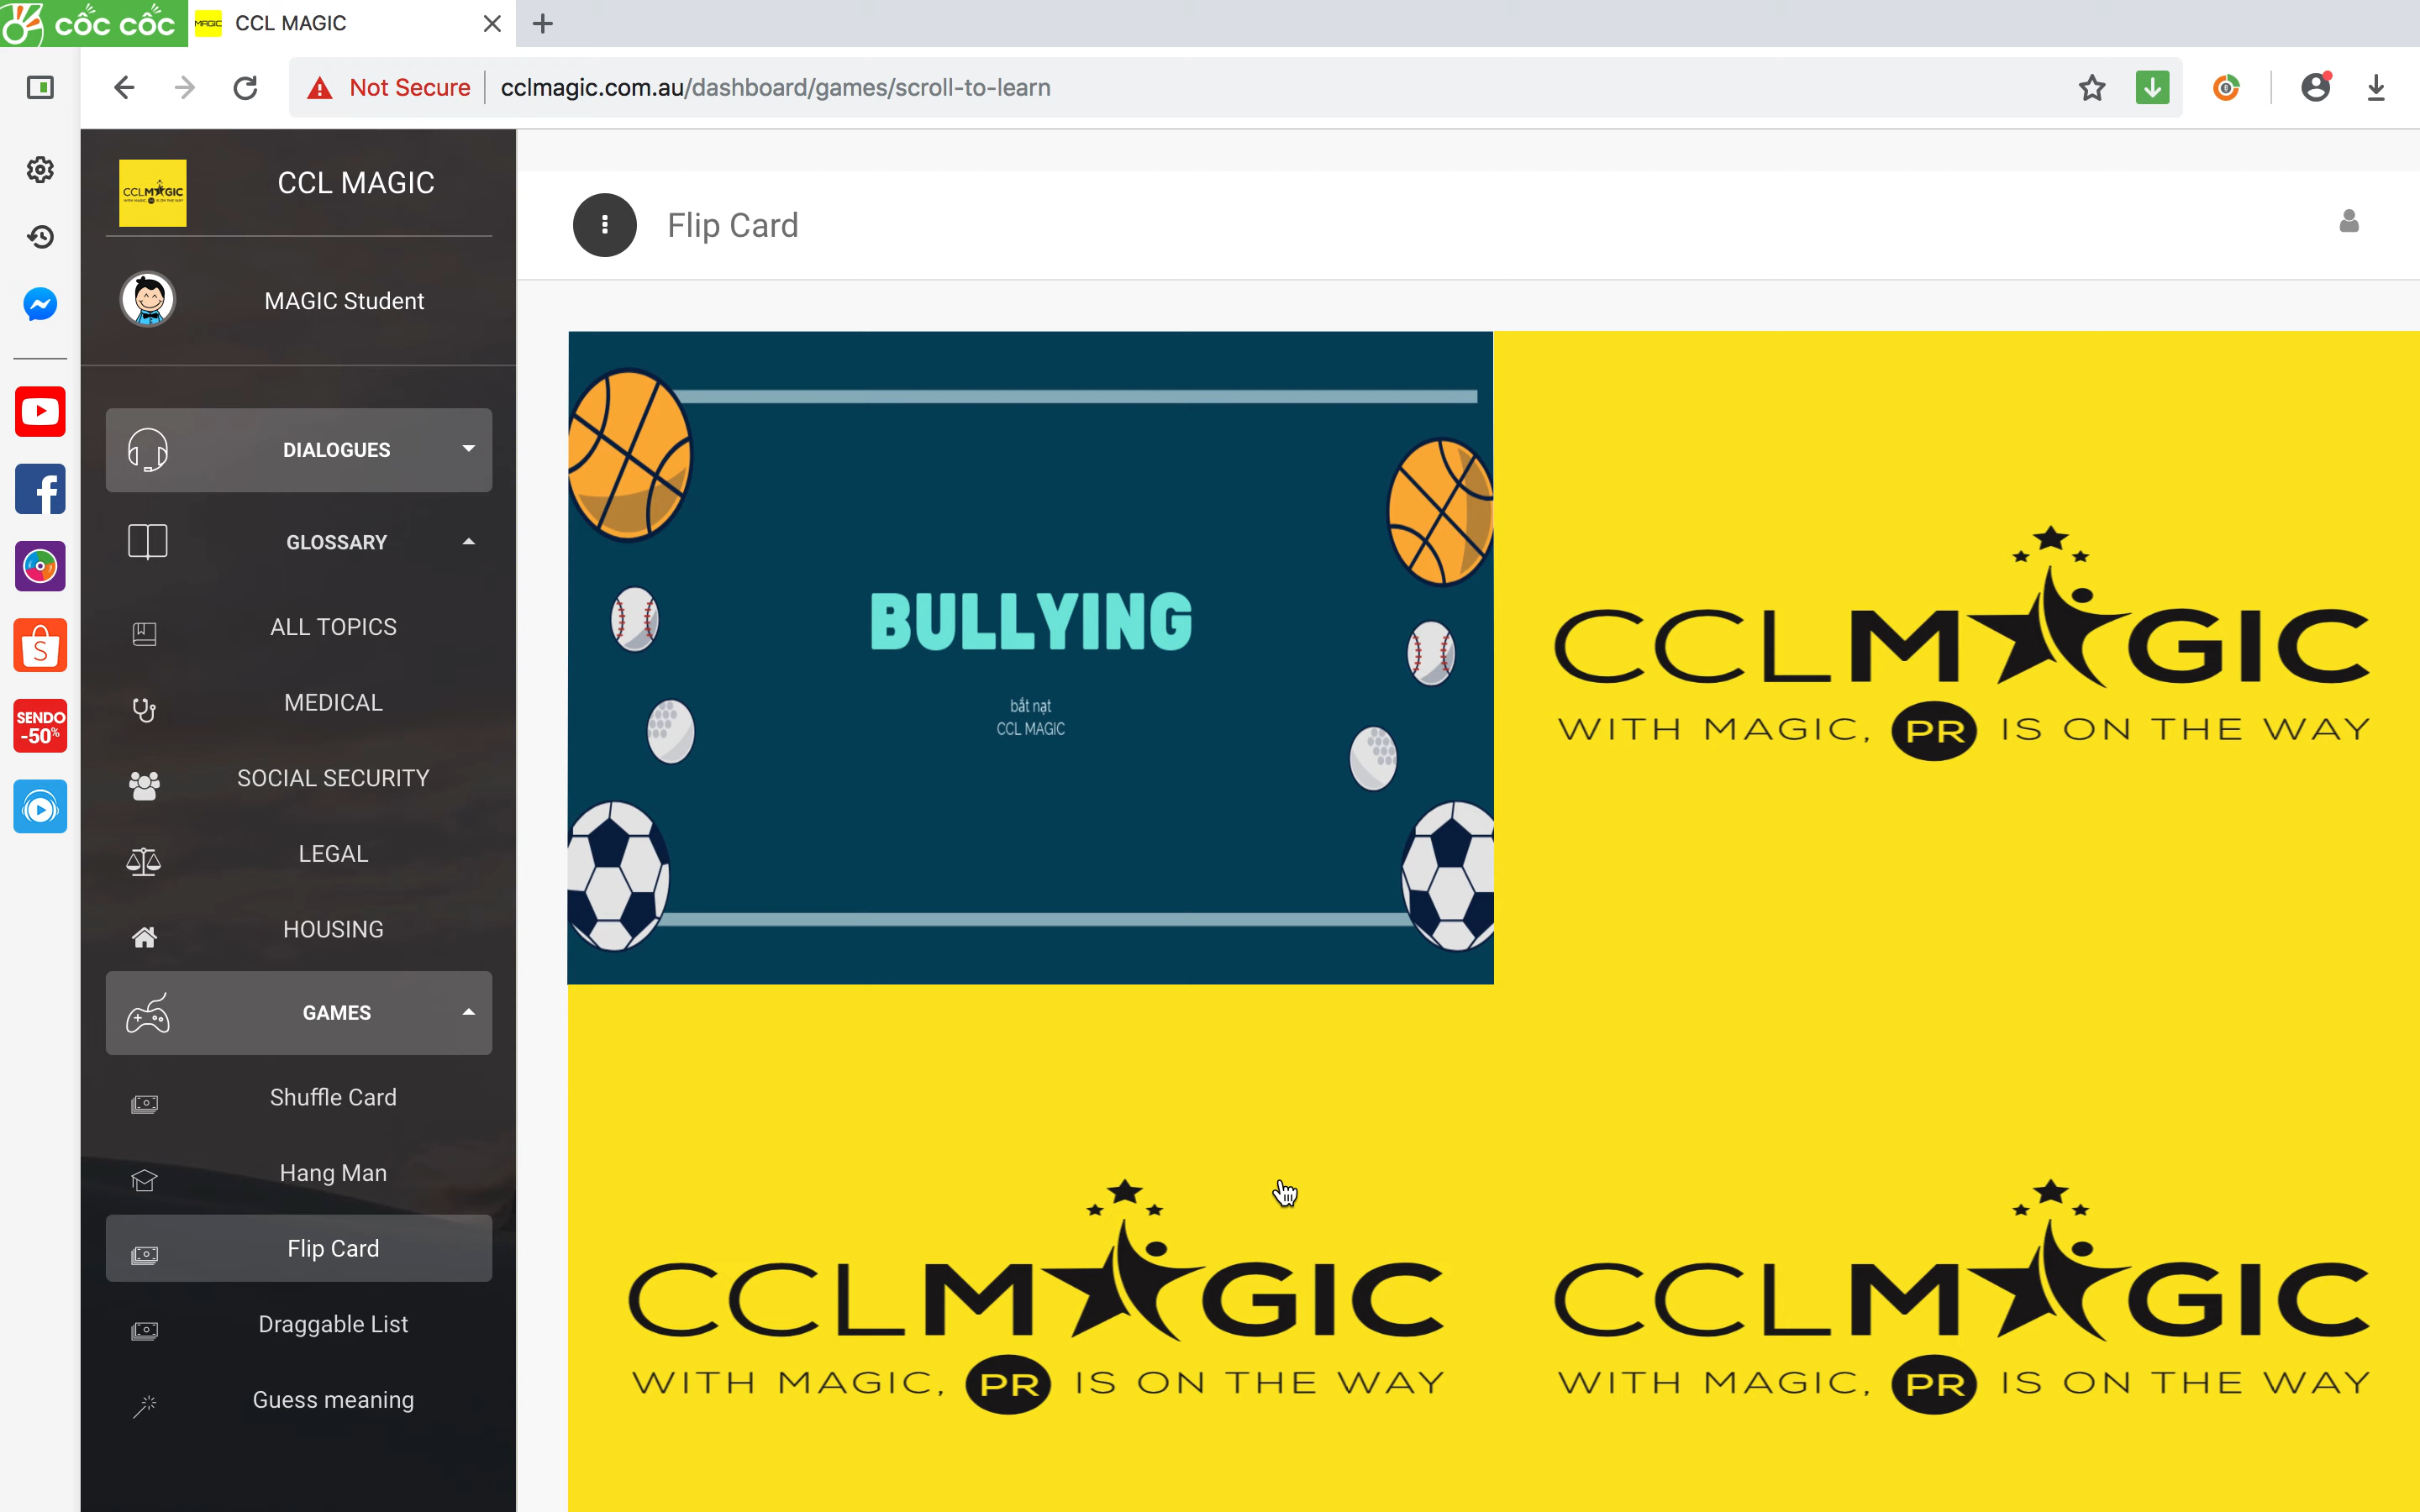 cốc cốc
MAGIC
CCL MAGIC
Not Secure
cclmagic.com.au/dashboard/games/scroll-to-learn
CCLMAGIC
CCL MAGIC
Flip Card
MAGIC Student
DIALOGUES
GLOSSARY
ALL TOPICS
MEDICAL
SOCIAL SECURITY
LEGAL
HOUSING
GAMES
Shuffle Card
Hang Man
Flip Card
Draggable List
Guess meaning
S
SENDO
-50%
BULLYING
bắt nạt
CCL MAGIC
CCLMAGIC
WITH MAGIC, PR IS ON THE WAY
CCLMAGIC
WITH MAGIC, PR IS ON THE WAY
CCLMAGIC
WITH MAGIC, PR IS ON THE WAY